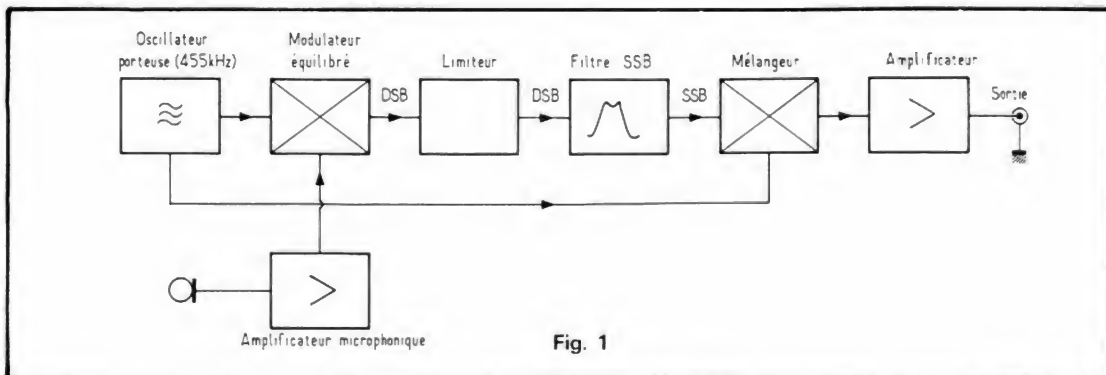 Oscillateur
porteuse (455kHz)
Modulateur
équilibré
Limiteur
Filtre SSB
Mélangeur
Amplificateur
DSB
DSB
SSB
Sortie
Amplificateur microphonique
Fig. 1